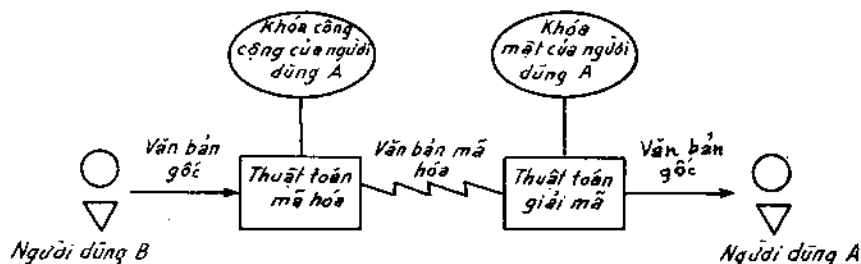 Khóa công
cộng của người
dùng A
Khóa
mật của người
dùng A
Văn bản
gốc
Thuật toán
mã hóa
Văn bản mã
hóa
Thuật toán
giải mã
Văn bản
gốc
Người dùng B
Người dùng A